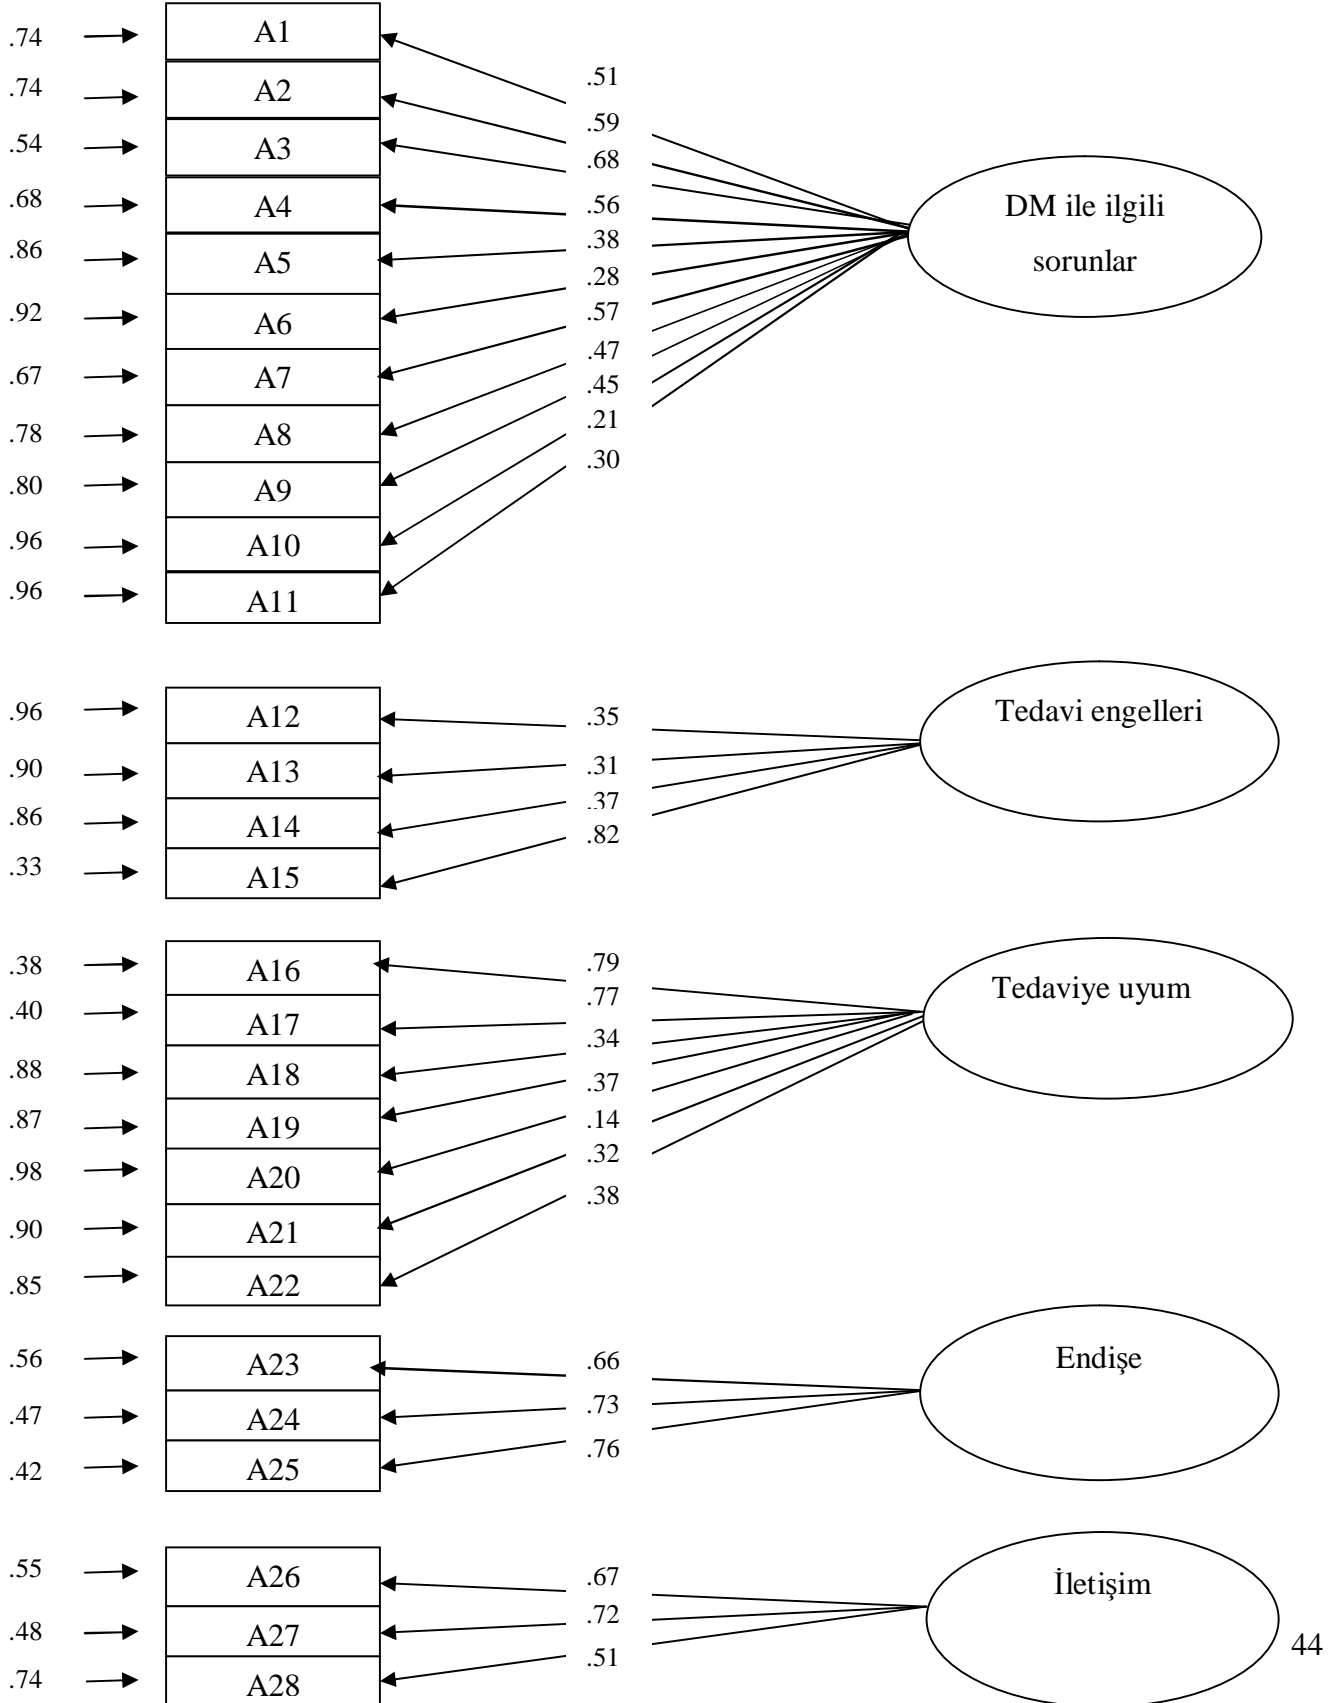 .74 A1 .51
.74 A2 .59
.54 A3 .68
.68 A4 .56
.86 A5 .38
.92 A6 .28
.67 A7 .57
.78 A8 .47
.80 A9 .45
.96 A10 .21
.96 A11 .30
DM ile ilgili
sorunlar
.96 A12 .35
.90 A13 .31
.86 A14 .37
.33 A15 .82
Tedavi engelleri
.38 A16 .79
.40 A17 .77
.88 A18 .34
.87 A19 .37
.98 A20 .14
.90 A21 .32
.85 A22 .38
Tedaviye uyum
.56 A23 .66
.47 A24 .73
.42 A25 .76
Endişe
.55 A26 .67
.48 A27 .72
.74 A28 .51
İletişim
44